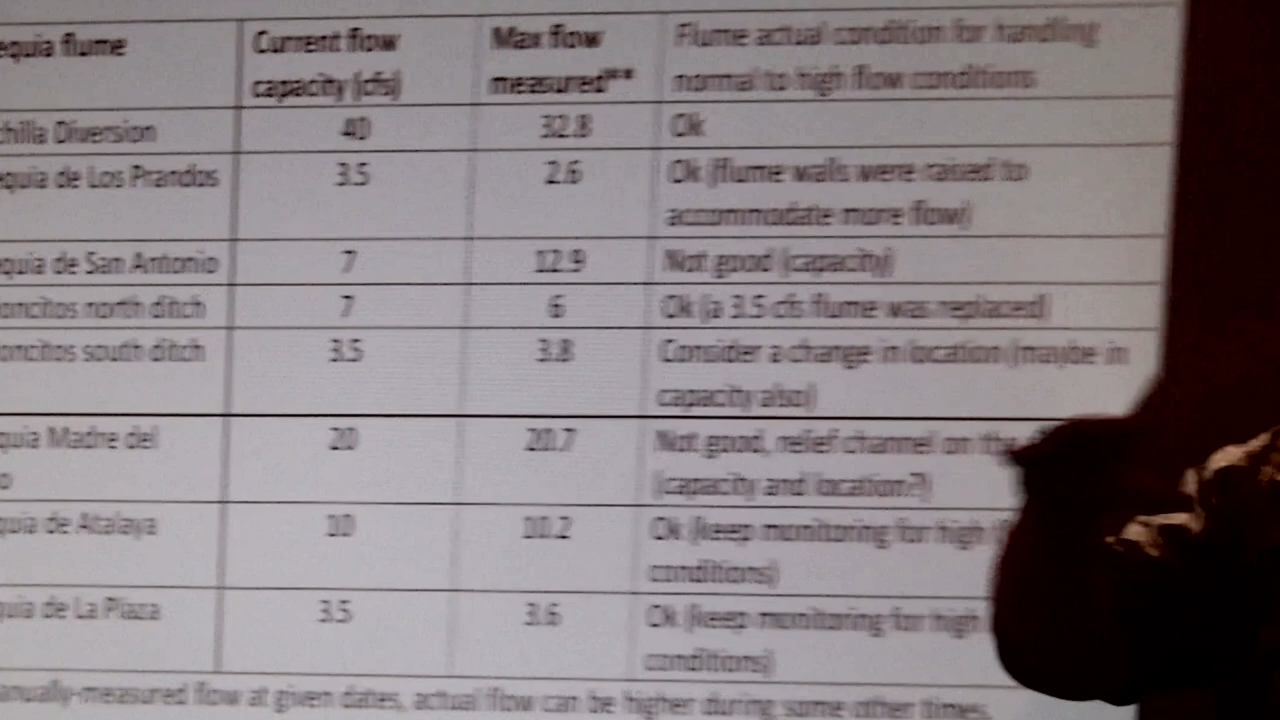 equia flume Current flow Max flow Flume actual condition for handling
capacity (cfs) measured** normal to high flow conditions
chilla Diversion 40 32.8 Ok
equia de Los Prandos 3.5 2.6 Ok (flume walls were raised to
accommodate more flow)
quia de San Antonio 7 12.9 Not good (capacity)
oncitos north ditch 7 6 Ok (a 3.5 cfs flume was replaced)
oncitos south ditch 3.5 3.8 Consider a change in location (maybe in
capacity also)
quia Madre del 20 20.7 Not good, relief channel on the
o (capacity and location?)
quia de Atalaya 10 10.2 Ok (keep monitoring for high
conditions)
quia de La Plaza 3.5 3.6 Ok (keep monitoring for high
conditions)
anually-measured flow at given dates, actual flow can be higher during some other times.